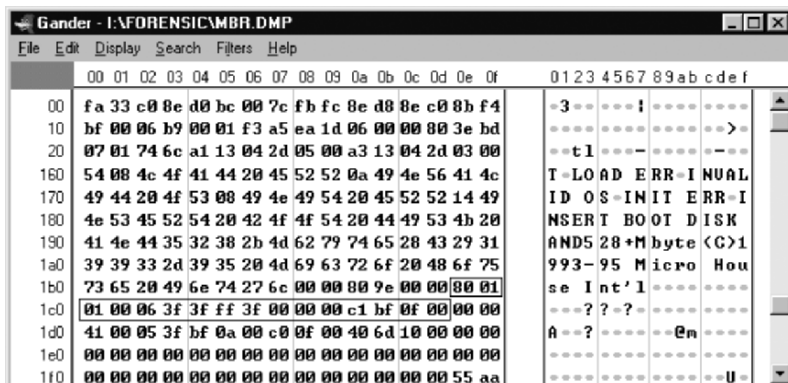 Gander - I:\FORENSIC\MBR.DMP
File Edit Display Search Filters Help
00 01 02 03 04 05 06 07 08 09 0a 0b 0c 0d 0e 0f 0123 4567 89ab cdef
00 fa 33 c0 8e d0 bc 00 7c fb fc 8e d8 8e c0 8b f4 -3-- ---¦ ---- ----
10 bf 00 06 b9 00 01 f3 a5 ea 1d 06 00 00 80 3e bd ---- ---- ---- -->-
20 07 01 74 6c a1 13 04 2d 05 00 a3 13 04 2d 03 00 --tl ---- ---- ----
160 54 08 4c 4f 41 44 20 45 52 52 0a 49 4e 56 41 4c T-LOAD ERR-INVAL
170 49 44 20 4f 53 08 49 4e 49 54 20 45 52 52 14 49 ID OS-INIT ERR-I
180 4e 53 45 52 54 20 42 4f 4f 54 20 44 49 53 4b 20 NSERT BOOT DISK
190 41 4e 44 35 32 38 2b 4d 62 79 74 65 28 43 29 31 AND528+Mbyte(C)1
1a0 39 39 33 2d 39 35 20 4d 69 63 72 6f 20 48 6f 75 993-95 Micro Hou
1b0 73 65 20 49 6e 74 27 6c 00 00 80 9e 00 00 80 01 se Int'l---- ----
1c0 01 00 06 3f 3f ff 3f 00 00 00 c1 bf 0f 00 00 00 ---? ?-?- ---- ----
1d0 41 00 05 3f bf 0a 00 c0 0f 00 40 6d 10 00 00 00 A--? ---- --@m ----
1e0 00 00 00 00 00 00 00 00 00 00 00 00 00 00 00 00 ---- ---- ---- ----
1f0 00 00 00 00 00 00 00 00 00 00 00 00 00 00 55 aa ---- ---- ---- --U-